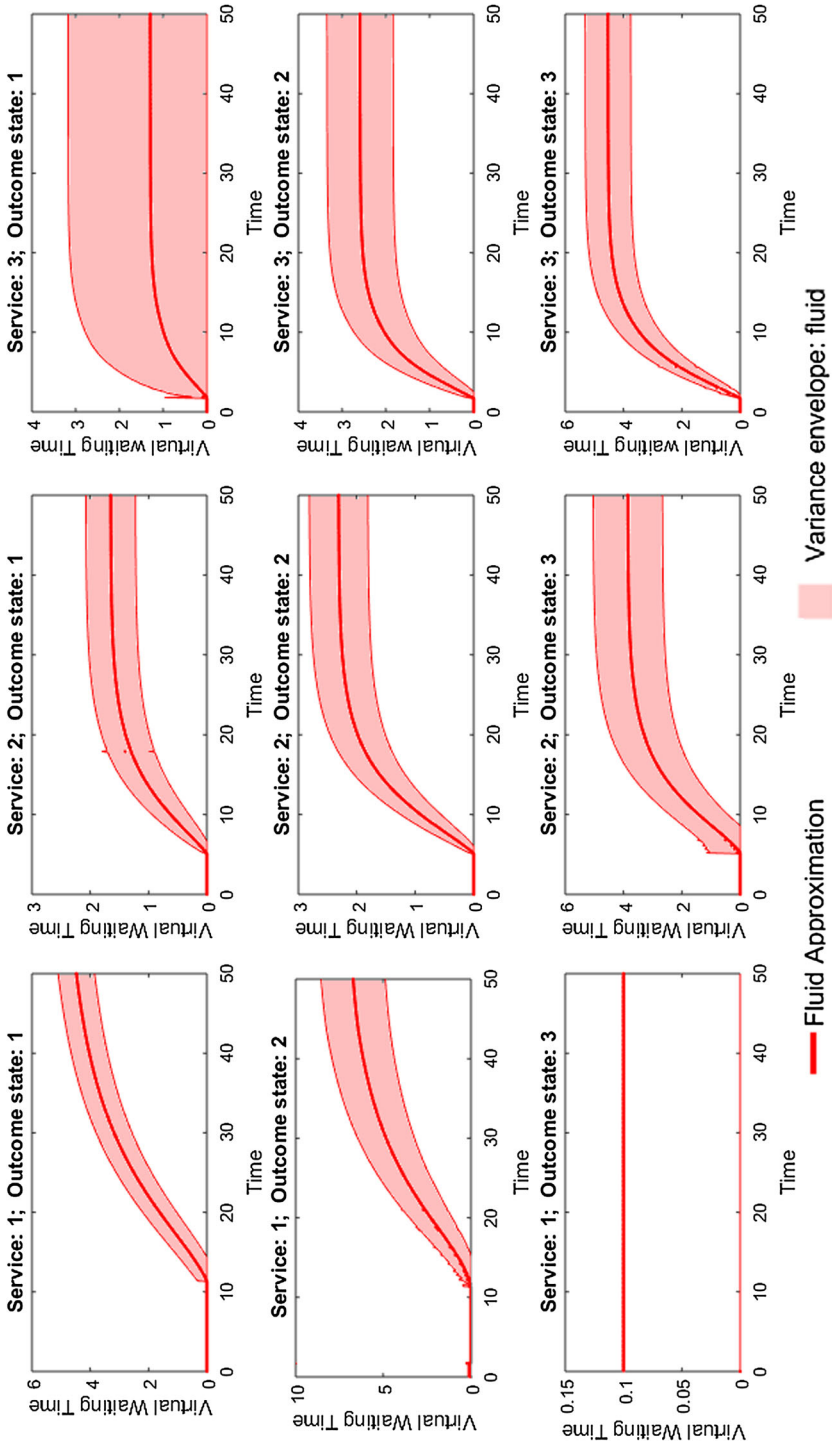 Service: 1; Outcome state: 1
Virtual Waiting Time
6
4
2
0
0 10 20 30 40 50
Time
Service: 2; Outcome state: 1
Virtual Waiting Time
3
2
1
0
0 10 20 30 40 50
Time
Service: 3; Outcome state: 1
Virtual waiting Time
4
3
2
1
0
0 10 20 30 40 50
Time
Service: 1; Outcome state: 2
Virtual Waiting Time
10
5
0
0 10 20 30 40 50
Time
Service: 2; Outcome state: 2
Virtual Waiting Time
3
2
1
0
0 10 20 30 40 50
Time
Service: 3; Outcome state: 2
Virtual waiting Time
4
3
2
1
0
0 10 20 30 40 50
Time
Service: 1; Outcome state: 3
Virtual Waiting Time
0.15
0.1
0.05
0
0 10 20 30 40 50
Time
Service: 2; Outcome state: 3
Virtual Waiting Time
6
4
2
0
0 10 20 30 40 50
Time
Service: 3; Outcome state: 3
Virtual waiting Time
6
4
2
0
0 10 20 30 40 50
Time
Fluid Approximation
Variance envelope: fluid